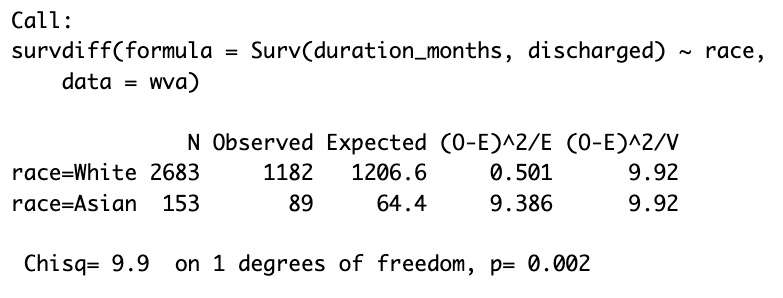 Call:
survdiff(formula = Surv(duration_months, discharged) ~ race,
    data = wva)

              N Observed Expected (O-E)^2/E (O-E)^2/V
race=White 2683     1182   1206.6     0.501      9.92
race=Asian  153       89     64.4     9.386      9.92

 Chisq= 9.9  on 1 degrees of freedom, p= 0.002